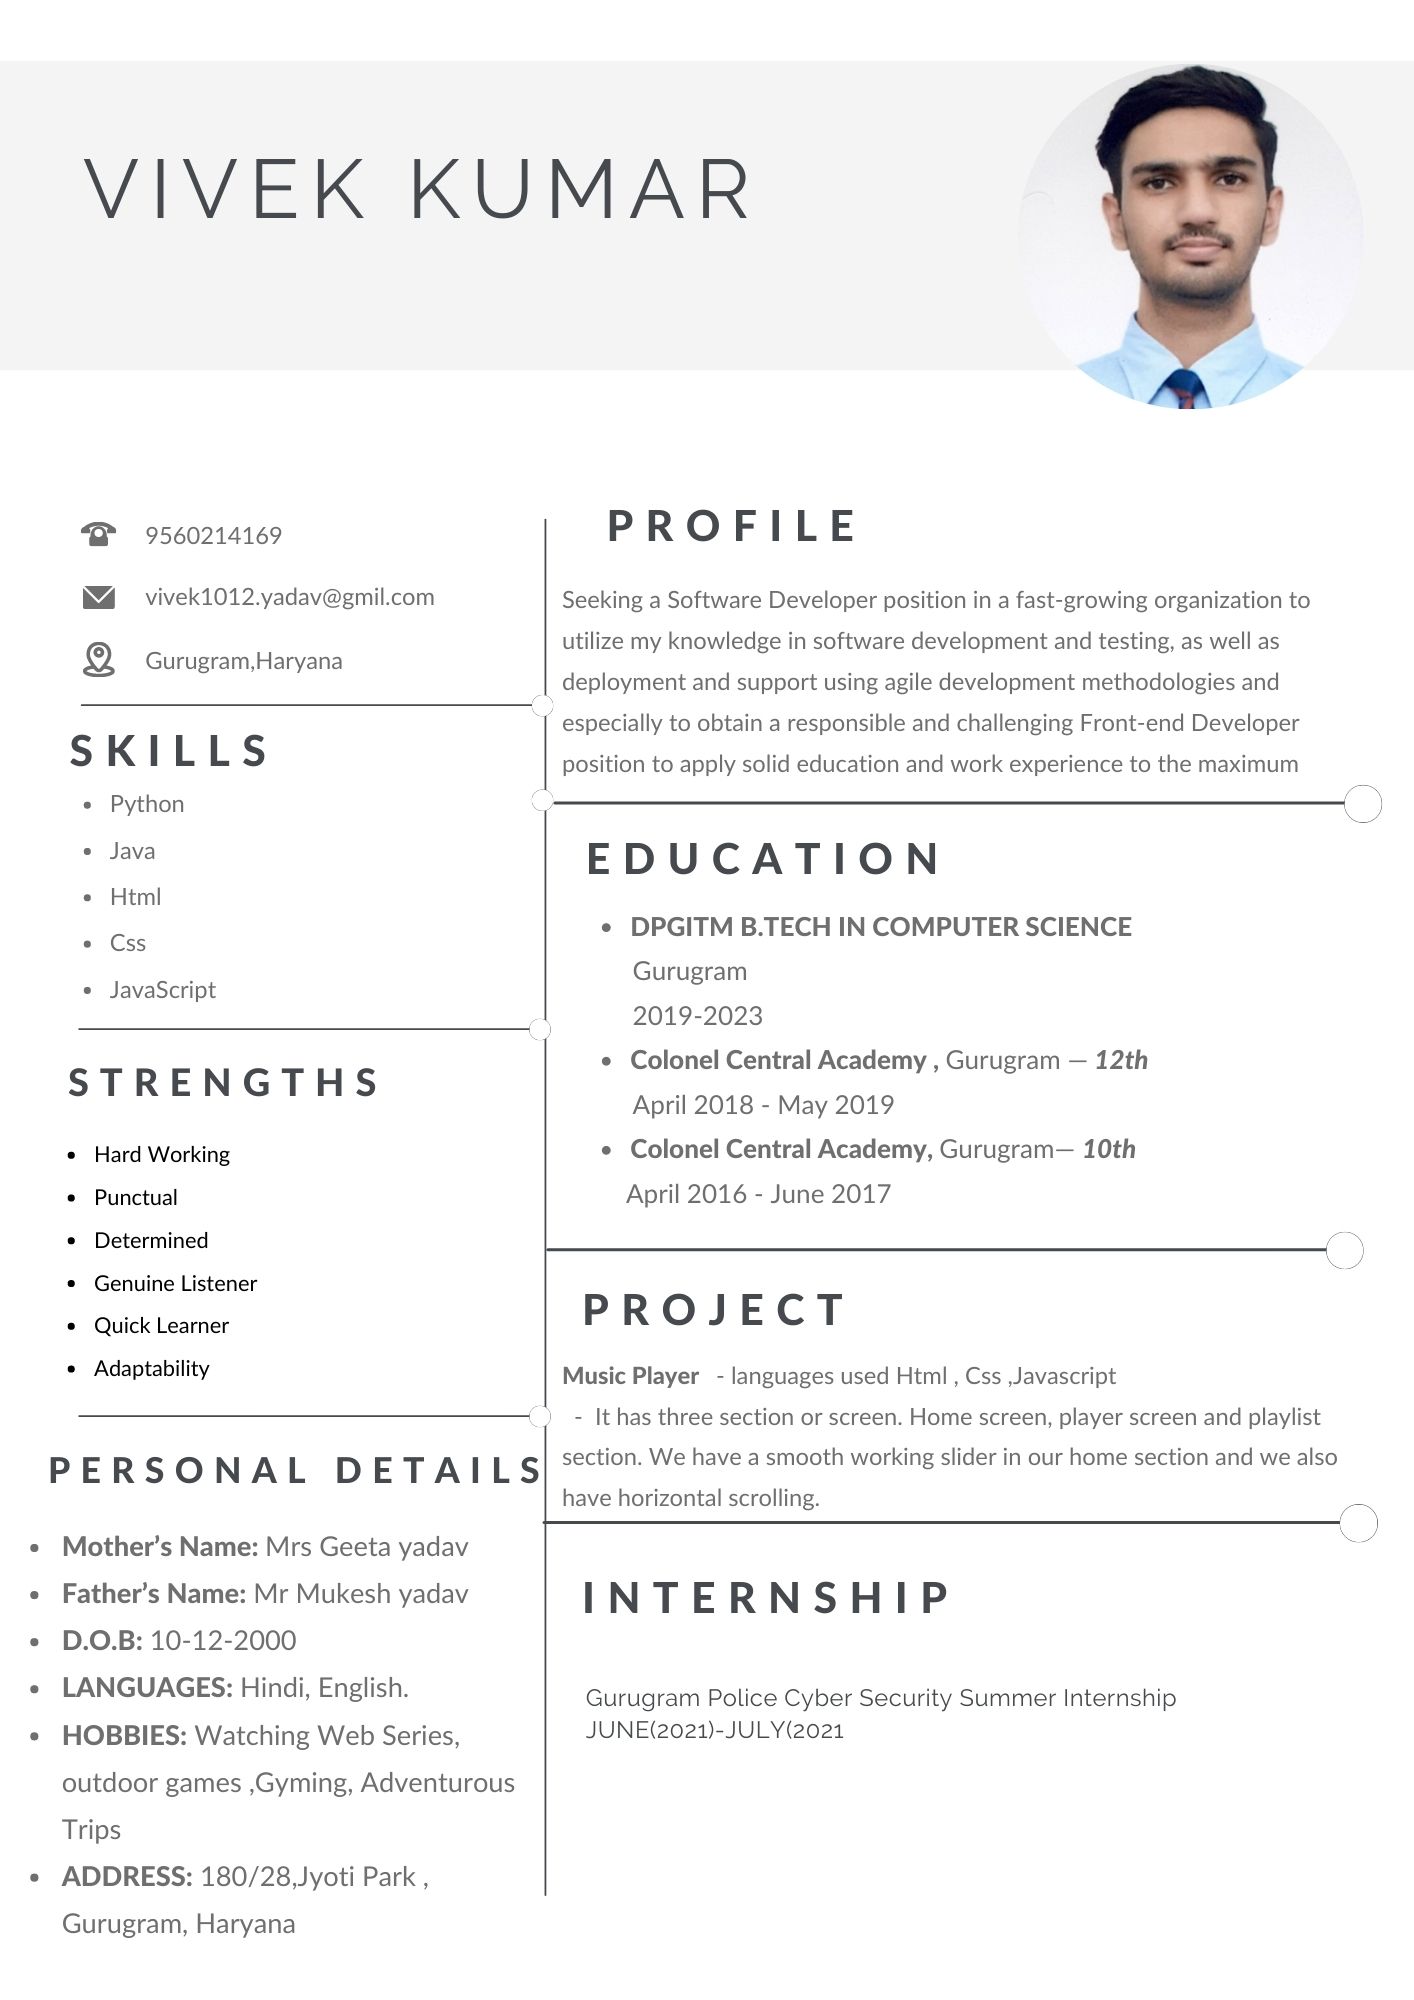 VIVEK KUMAR
9560214169
vivek1012.yadav@gmil.com
Gurugram,Haryana
SKILLS
• Python
• Java
• Html
• Css
• JavaScript
STRENGTHS
• Hard Working
• Punctual
• Determined
• Genuine Listener
• Quick Learner
• Adaptability
PERSONAL DETAILS
• Mother’s Name: Mrs Geeta yadav
• Father’s Name: Mr Mukesh yadav
• D.O.B: 10-12-2000
• LANGUAGES: Hindi, English.
• HOBBIES: Watching Web Series,
outdoor games ,Gyming, Adventurous
Trips
• ADDRESS: 180/28,Jyoti Park ,
Gurugram, Haryana
PROFILE
Seeking a Software Developer position in a fast-growing organization to
utilize my knowledge in software development and testing, as well as
deployment and support using agile development methodologies and
especially to obtain a responsible and challenging Front-end Developer
position to apply solid education and work experience to the maximum
EDUCATION
• DPGITM B.TECH IN COMPUTER SCIENCE
Gurugram
2019-2023
• Colonel Central Academy , Gurugram — 12th
April 2018 - May 2019
• Colonel Central Academy, Gurugram— 10th
April 2016 - June 2017
PROJECT
Music Player - languages used Html , Css ,Javascript
- It has three section or screen. Home screen, player screen and playlist
section. We have a smooth working slider in our home section and we also
have horizontal scrolling.
INTERNSHIP
Gurugram Police Cyber Security Summer Internship
JUNE(2021)-JULY(2021